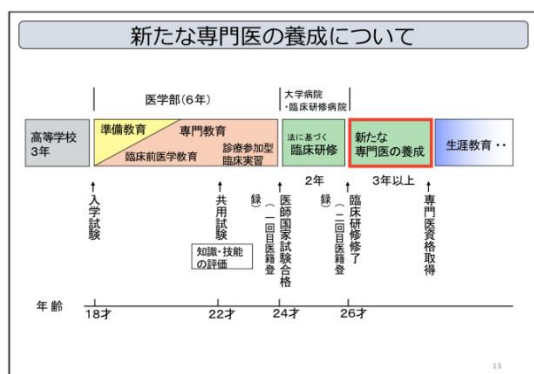 新たな専門医の養成について
医学部(6年)
大学病院
・臨床研修病院
高等学校
3年
準備教育
専門教育
臨床前医学教育
診療参加型
臨床実習
法に基づく
臨床研修
新たな
専門医の養成
生涯教育・・
2年
3年以上
入学試験
共用試験
知識・技能
の評価
医師国家試験合格
(一回目医籍登
録)
臨床研修修了
(二回目医籍登
録)
専門医資格取得
年 齢
18才
22才
24才
26才
13